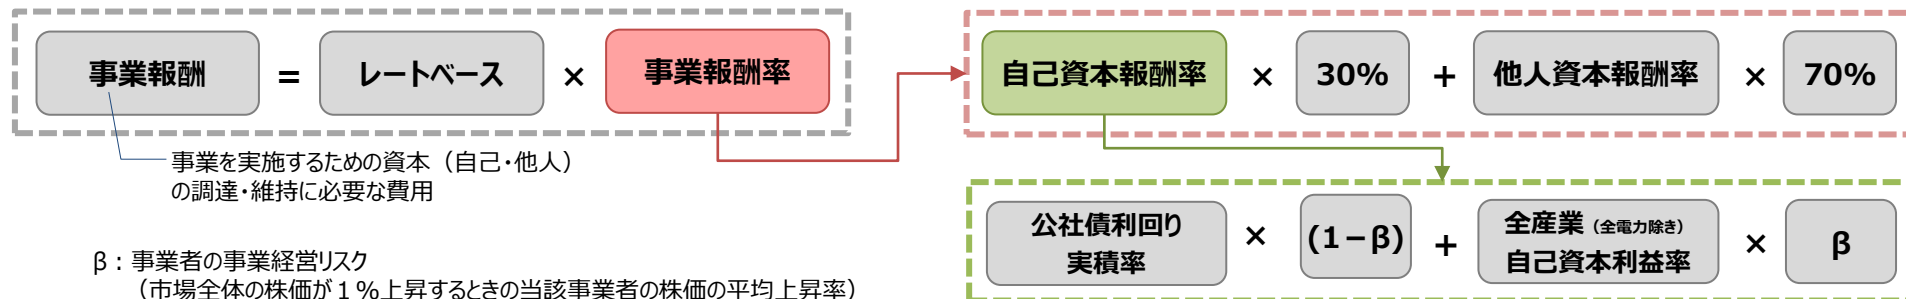 事業報酬 = レートベース × 事業報酬率
事業を実施するための資本（自己・他人）
の調達・維持に必要な費用
β：事業者の事業経営リスク
（市場全体の株価が１％上昇するときの当該事業者の株価の平均上昇率）
自己資本報酬率 × 30% + 他人資本報酬率 × 70%
公社債利回り
実積率
× (1－β) +
全産業（全電力除き）
自己資本利益率
× β